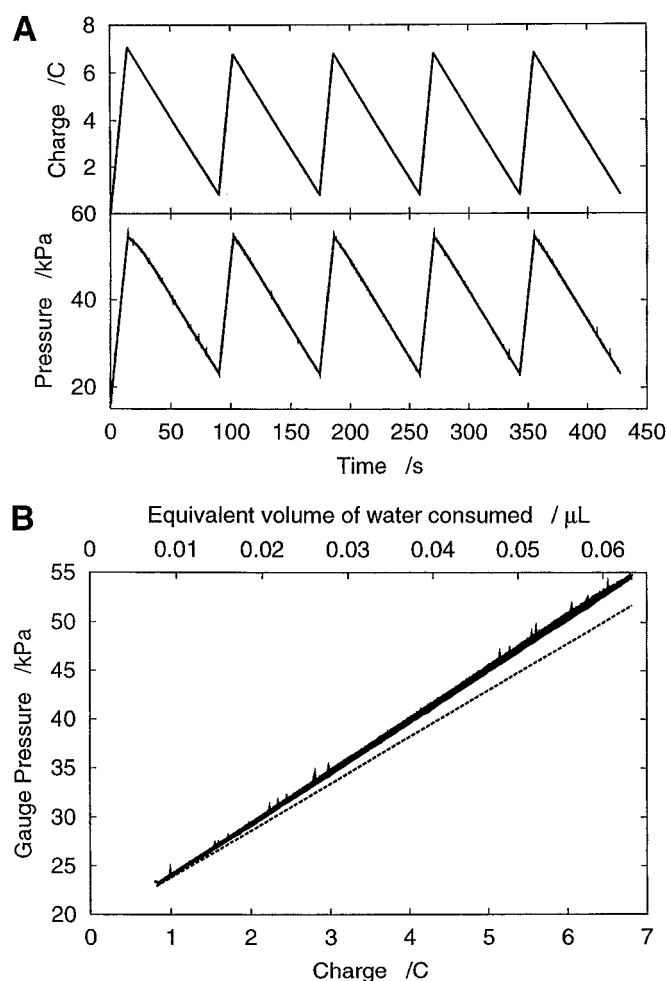 A
8
6
4
2
Charge /C
60
40
20
Pressure /kPa
0 50 100 150 200 250 300 350 400 450
Time /s
B
Equivalent volume of water consumed / μL
0 0.01 0.02 0.03 0.04 0.05 0.06
55
50
45
40
35
30
25
20
Gauge Pressure /kPa
0 1 2 3 4 5 6 7
Charge /C